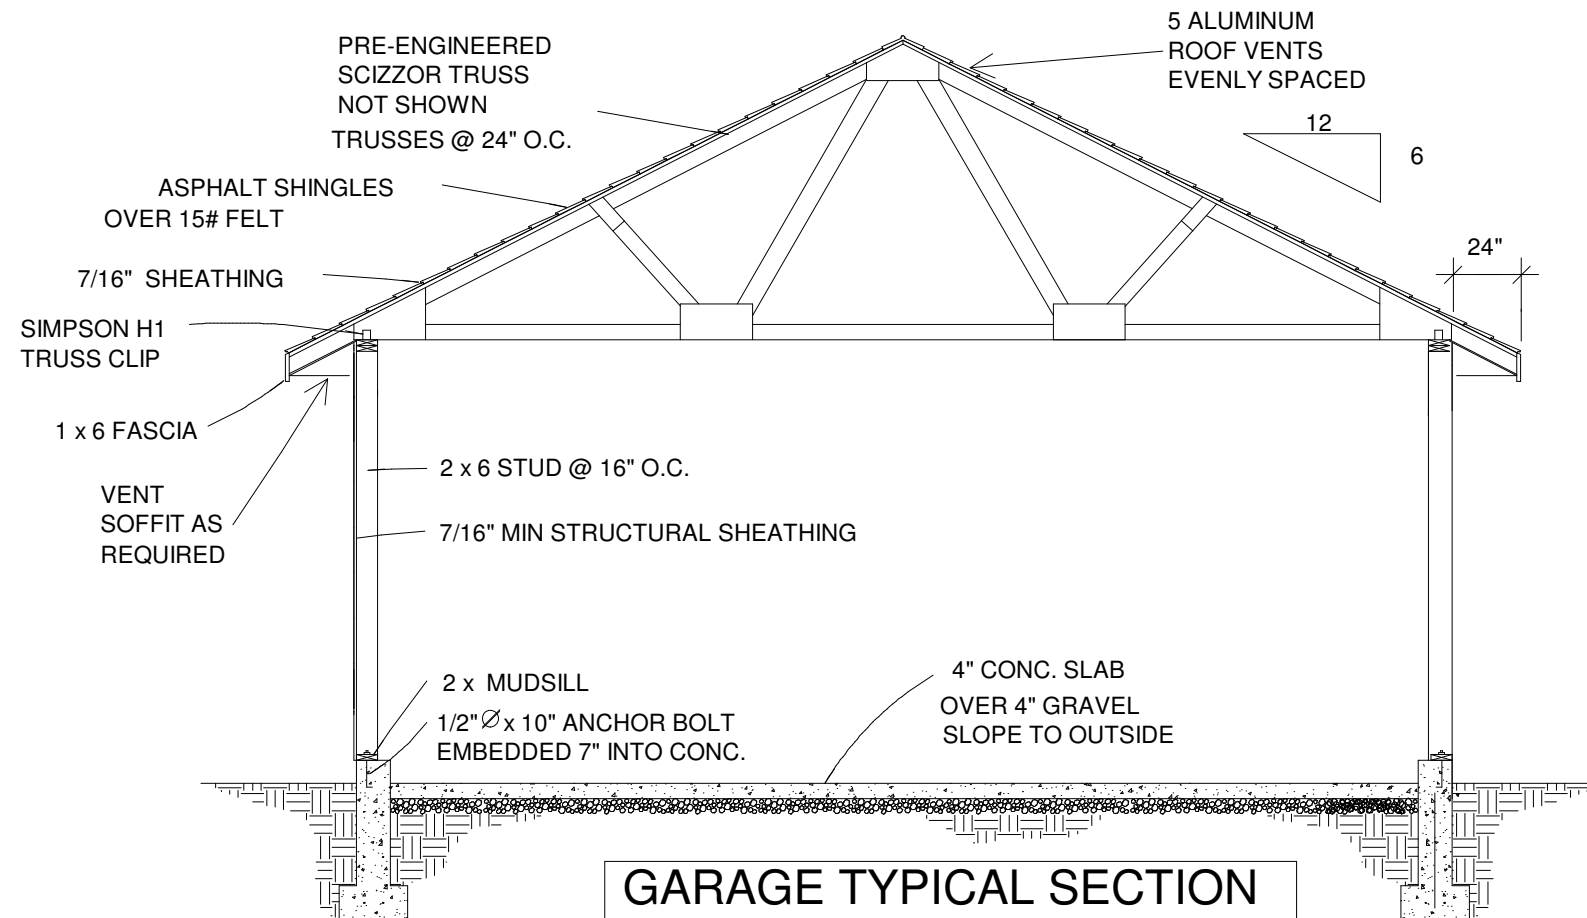 PRE-ENGINEERED
SCIZZOR TRUSS
NOT SHOWN
TRUSSES @ 24" O.C.
5 ALUMINUM
ROOF VENTS
EVENLY SPACED
12
6
ASPHALT SHINGLES
OVER 15# FELT
24"
7/16" SHEATHING
SIMPSON H1
TRUSS CLIP
1 x 6 FASCIA
VENT
SOFFIT AS
REQUIRED
2 x 6 STUD @ 16" O.C.
7/16" MIN STRUCTURAL SHEATHING
2 x MUDSILL
1/2"Ø x 10" ANCHOR BOLT
EMBEDDED 7" INTO CONC.
4" CONC. SLAB
OVER 4" GRAVEL
SLOPE TO OUTSIDE
GARAGE TYPICAL SECTION